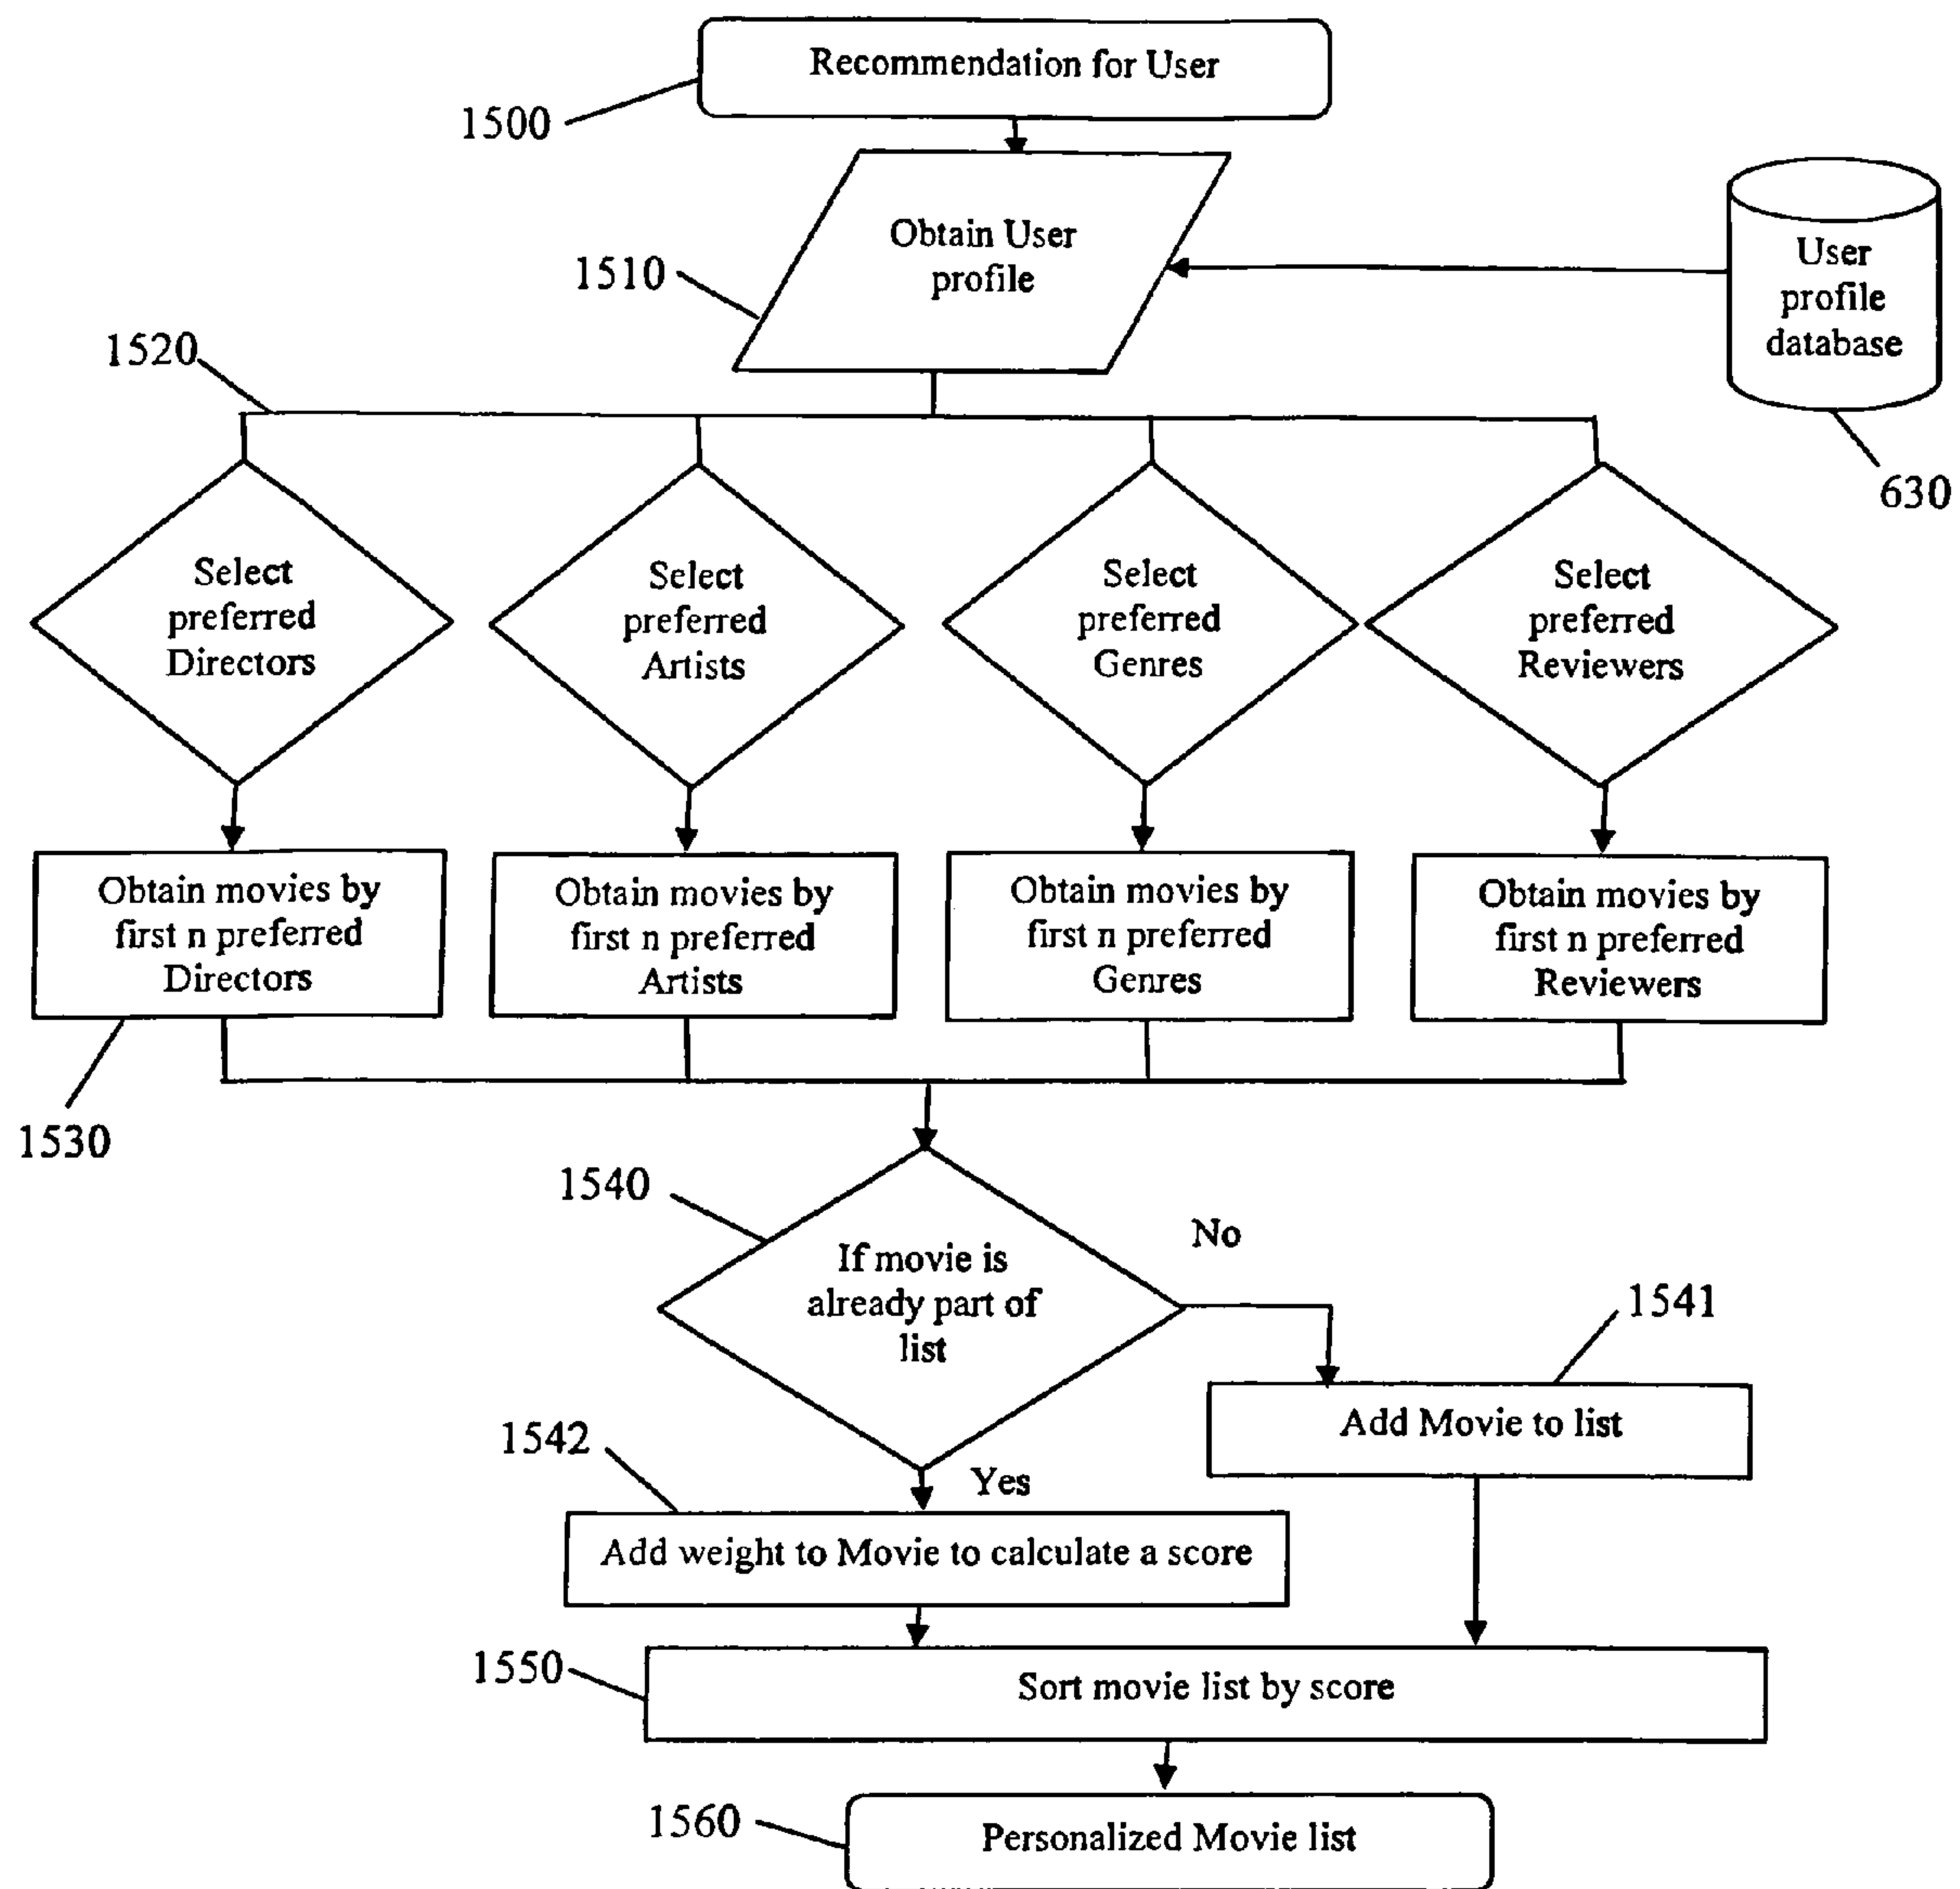 Recommendation for User
1500
Obtain User
profile
1510
User
profile
database
630
1520
Select
preferred
Directors
Select
preferred
Artists
Select
preferred
Genres
Select
preferred
Reviewers
Obtain movies by
first n preferred
Directors
Obtain movies by
first n preferred
Artists
Obtain movies by
first n preferred
Genres
Obtain movies by
first n preferred
Reviewers
1530
1540
If movie is
already part of
list
No
1541
Add Movie to list
1542
Yes
Add weight to Movie to calculate a score
1550
Sort movie list by score
1560
Personalized Movie list